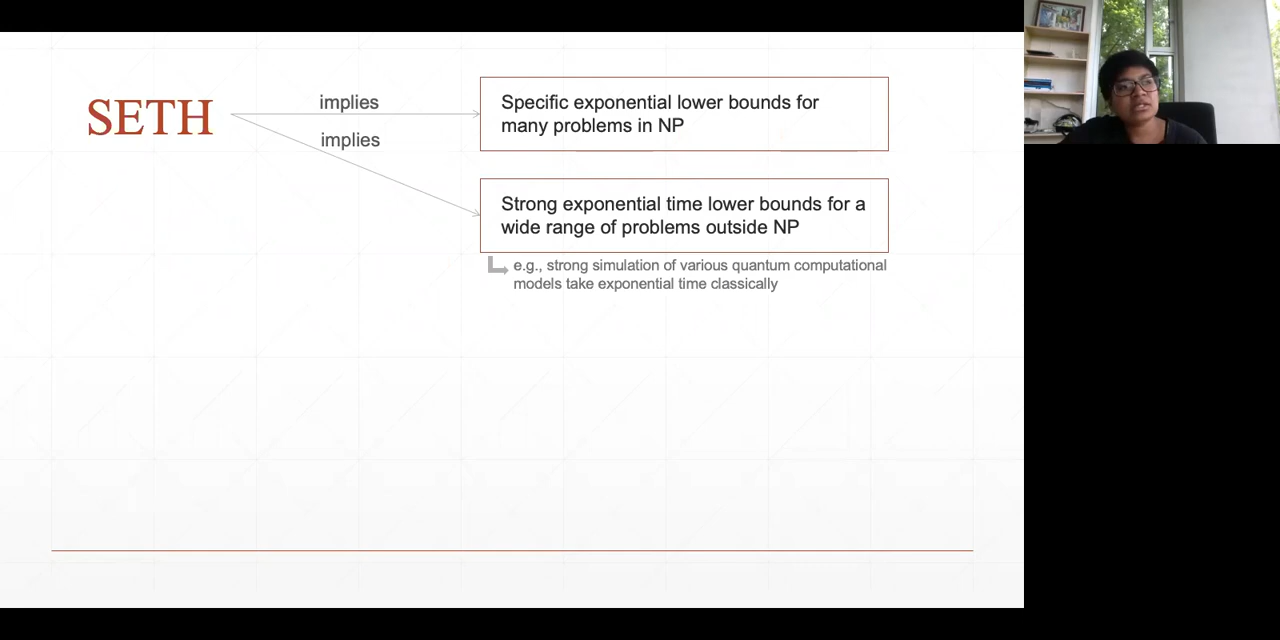 SETH
implies
implies
Specific exponential lower bounds for
many problems in NP
Strong exponential time lower bounds for a
wide range of problems outside NP
e.g., strong simulation of various quantum computational
models take exponential time classically